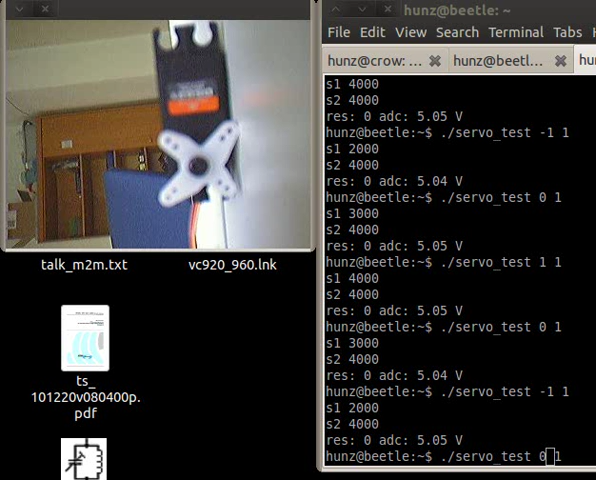 hunz@beetle: ~
File Edit View Search Terminal Tabs
hunz@crow: ... hunz@beetl... hun
s1 4000
s2 4000
res: 0 adc: 5.05 V
hunz@beetle:~$ ./servo_test -1 1
s1 2000
s2 4000
res: 0 adc: 5.04 V
hunz@beetle:~$ ./servo_test 0 1
s1 3000
s2 4000
res: 0 adc: 5.05 V
hunz@beetle:~$ ./servo_test 1 1
s1 4000
s2 4000
res: 0 adc: 5.05 V
hunz@beetle:~$ ./servo_test 0 1
s1 3000
s2 4000
res: 0 adc: 5.04 V
hunz@beetle:~$ ./servo_test -1 1
s1 2000
s2 4000
res: 0 adc: 5.05 V
hunz@beetle:~$ ./servo_test 0 1
talk_m2m.txt
vc920_960.lnk
ts_
101220v080400p.
pdf